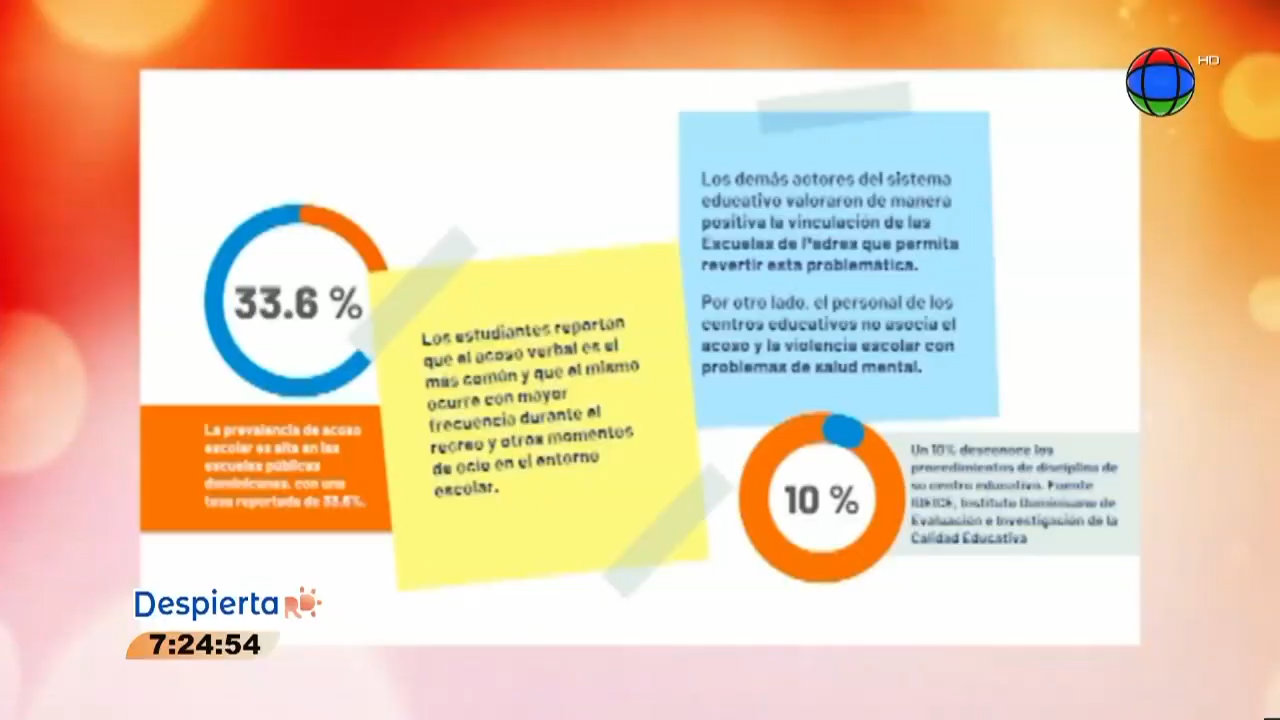 HD
33.6 %
La prevalencia de acoso
escolar es alta en las
escuelas públicas
dominicanas, con una
tasa reportada de 33.6%.
Los estudiantes reportan
que el acoso verbal es el
más común y que el mismo
ocurre con mayor
frecuencia durante el
recreo y otros momentos
de ocio en el entorno
escolar.
Los demás actores del sistema
educativo valoraron de manera
positiva la vinculación de las
Escuelas de Padres que permita
revertir esta problemática.
Por otro lado, el personal de los
centros educativos no asocia el
acoso y la violencia escolar con
problemas de salud mental.
10 %
Un 10% desconoce los
procedimientos de disciplina de
su centro educativo. Fuente
IDEICE, Instituto Dominicano de
Evaluación e Investigación de la
Calidad Educativa
Despierta RD
7:24:54